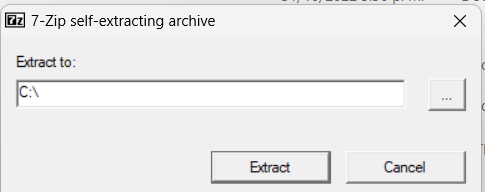 7z 7-Zip self-extracting archive
Extract to:
C:\
...
Extract Cancel